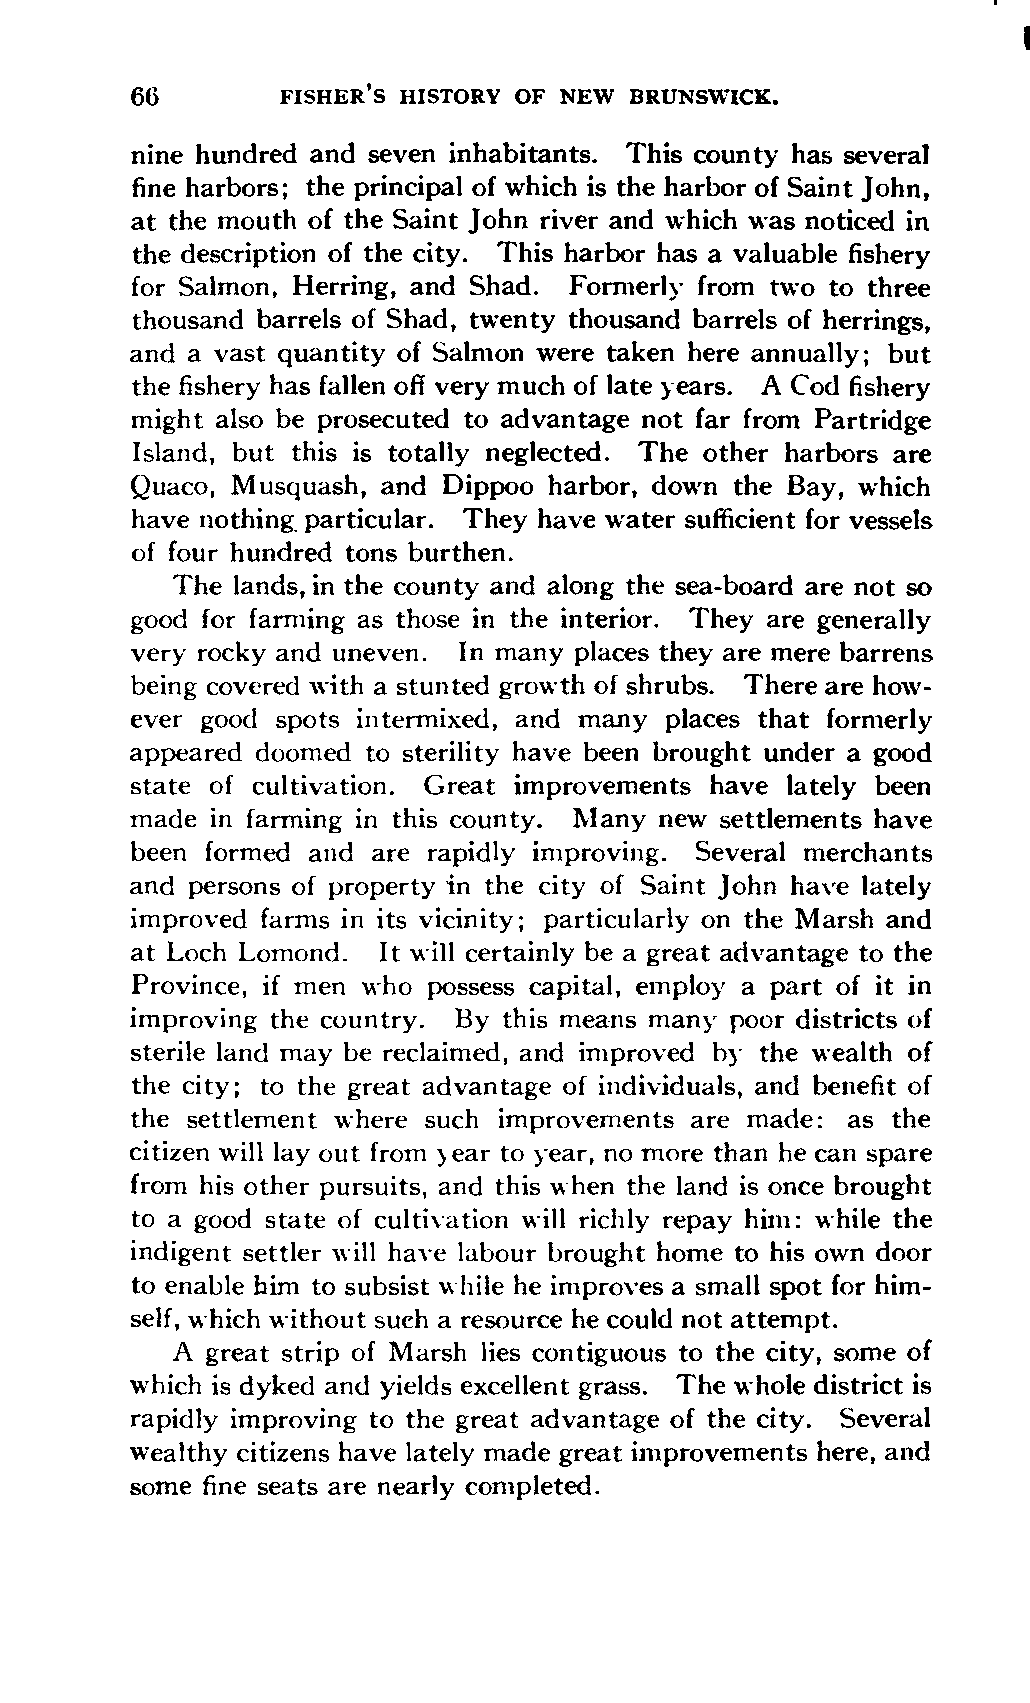 66 FISHER'S HISTORY OF NEW BRUNSWICK.
nine hundred and seven inhabitants. This county has several
fine harbors; the principal of which is the harbor of Saint John,
at the mouth of the Saint John river and which was noticed in
the description of the city. This harbor has a valuable fishery
for Salmon, Herring, and Shad. Formerly from two to three
thousand barrels of Shad, twenty thousand barrels of herrings,
and a vast quantity of Salmon were taken here annually; but
the fishery has fallen off very much of late years. A Cod fishery
might also be prosecuted to advantage not far from Partridge
Island, but this is totally neglected. The other harbors are
Quaco, Musquash, and Dippoo harbor, down the Bay, which
have nothing particular. They have water sufficient for vessels
of four hundred tons burthen.
The lands, in the county and along the sea-board are not so
good for farming as those in the interior. They are generally
very rocky and uneven. In many places they are mere barrens
being covered with a stunted growth of shrubs. There are how-
ever good spots intermixed, and many places that formerly
appeared doomed to sterility have been brought under a good
state of cultivation. Great improvements have lately been
made in farming in this county. Many new settlements have
been formed and are rapidly improving. Several merchants
and persons of property in the city of Saint John have lately
improved farms in its vicinity; particularly on the Marsh and
at Loch Lomond. It will certainly be a great advantage to the
Province, if men who possess capital, employ a part of it in
improving the country. By this means many poor districts of
sterile land may be reclaimed, and improved by the wealth of
the city; to the great advantage of individuals, and benefit of
the settlement where such improvements are made: as the
citizen will lay out from year to year, no more than he can spare
from his other pursuits, and this when the land is once brought
to a good state of cultivation will richly repay him: while the
indigent settler will have labour brought home to his own door
to enable him to subsist while he improves a small spot for him-
self, which without such a resource he could not attempt.
A great strip of Marsh lies contiguous to the city, some of
which is dyked and yields excellent grass. The whole district is
rapidly improving to the great advantage of the city. Several
wealthy citizens have lately made great improvements here, and
some fine seats are nearly completed.